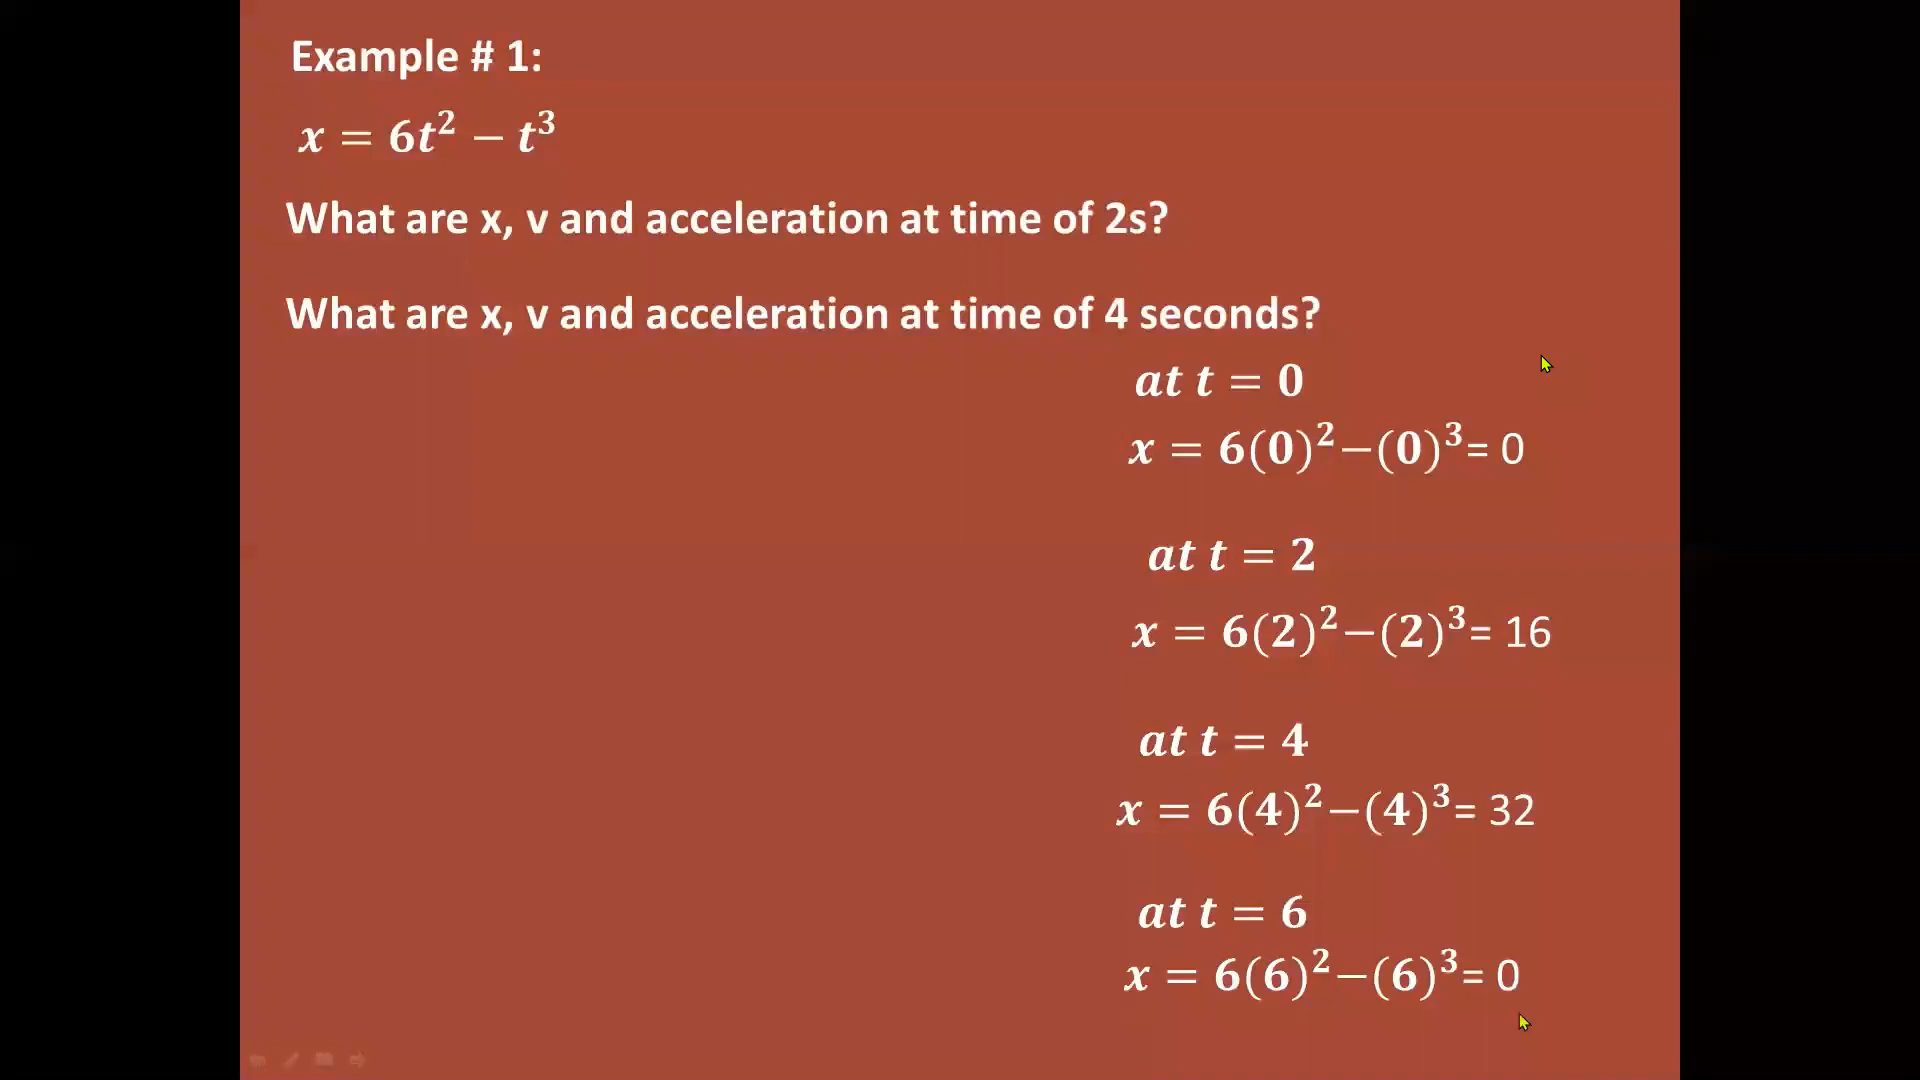 Example # 1:
x = 6t² − t³
What are x, v and acceleration at time of 2s?
What are x, v and acceleration at time of 4 seconds?
at t = 0
x = 6(0)²−(0)³= 0
at t = 2
x = 6(2)²−(2)³= 16
at t = 4
x = 6(4)²−(4)³= 32
at t = 6
x = 6(6)²−(6)³= 0